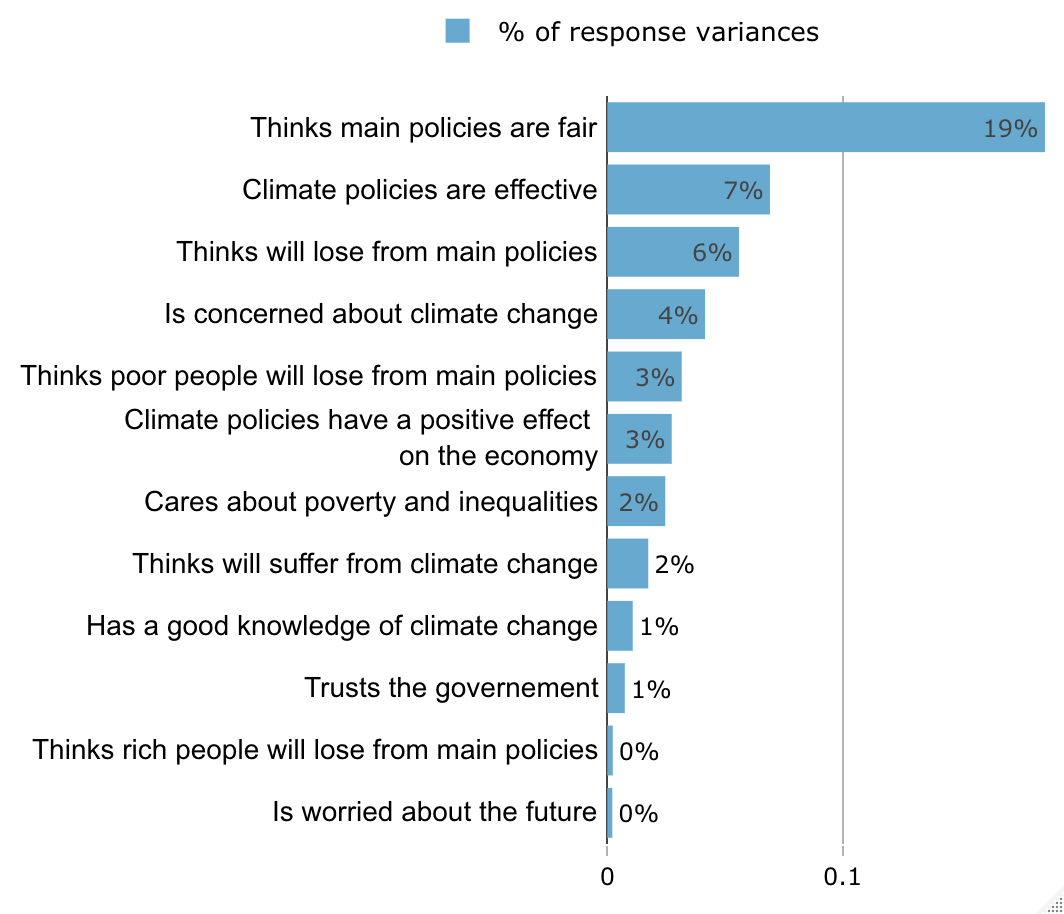 % of response variances
Thinks main policies are fair 19%
Climate policies are effective 7%
Thinks will lose from main policies 6%
Is concerned about climate change 4%
Thinks poor people will lose from main policies 3%
Climate policies have a positive effect
on the economy 3%
Cares about poverty and inequalities 2%
Thinks will suffer from climate change 2%
Has a good knowledge of climate change 1%
Trusts the governement 1%
Thinks rich people will lose from main policies 0%
Is worried about the future 0%
0 0.1